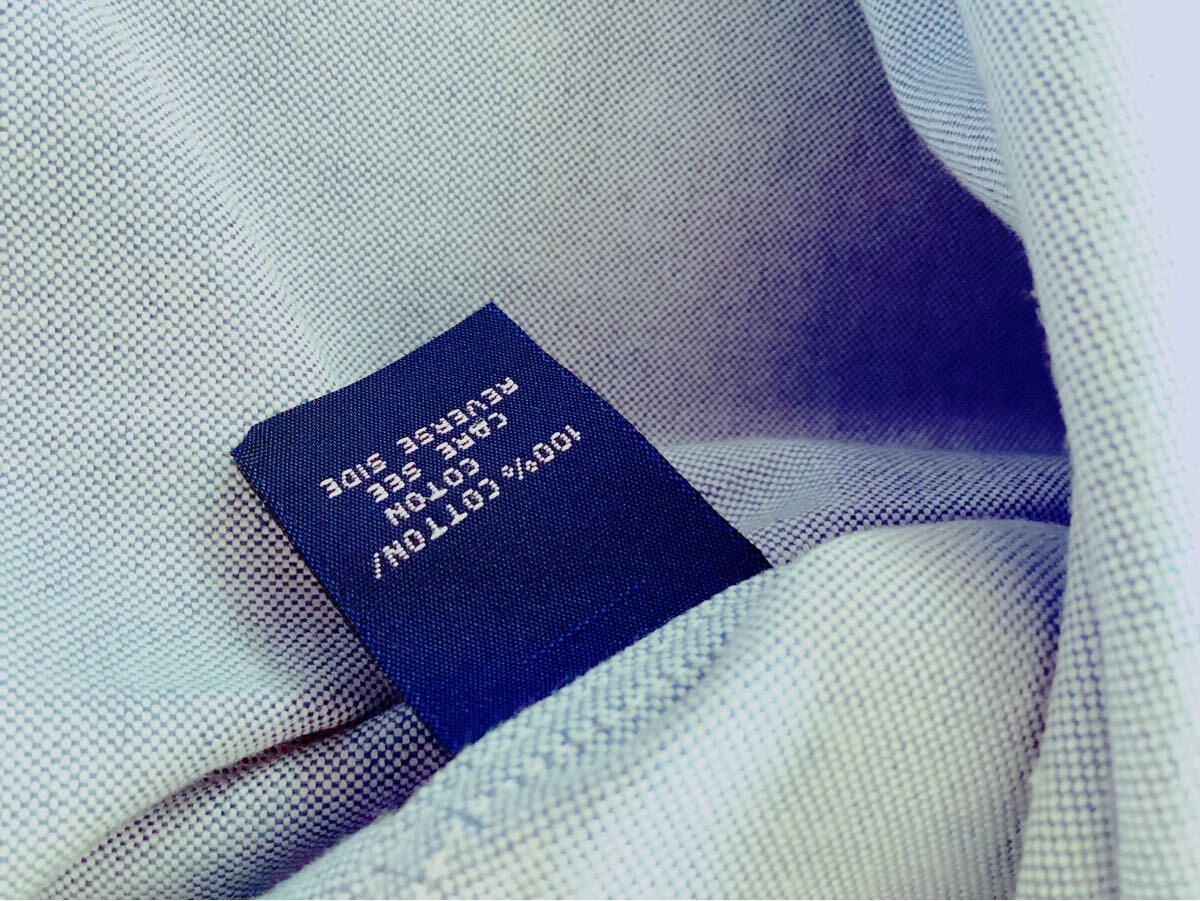 100% COTTON/
COTON
CARE SEE
REVERSE SIDE